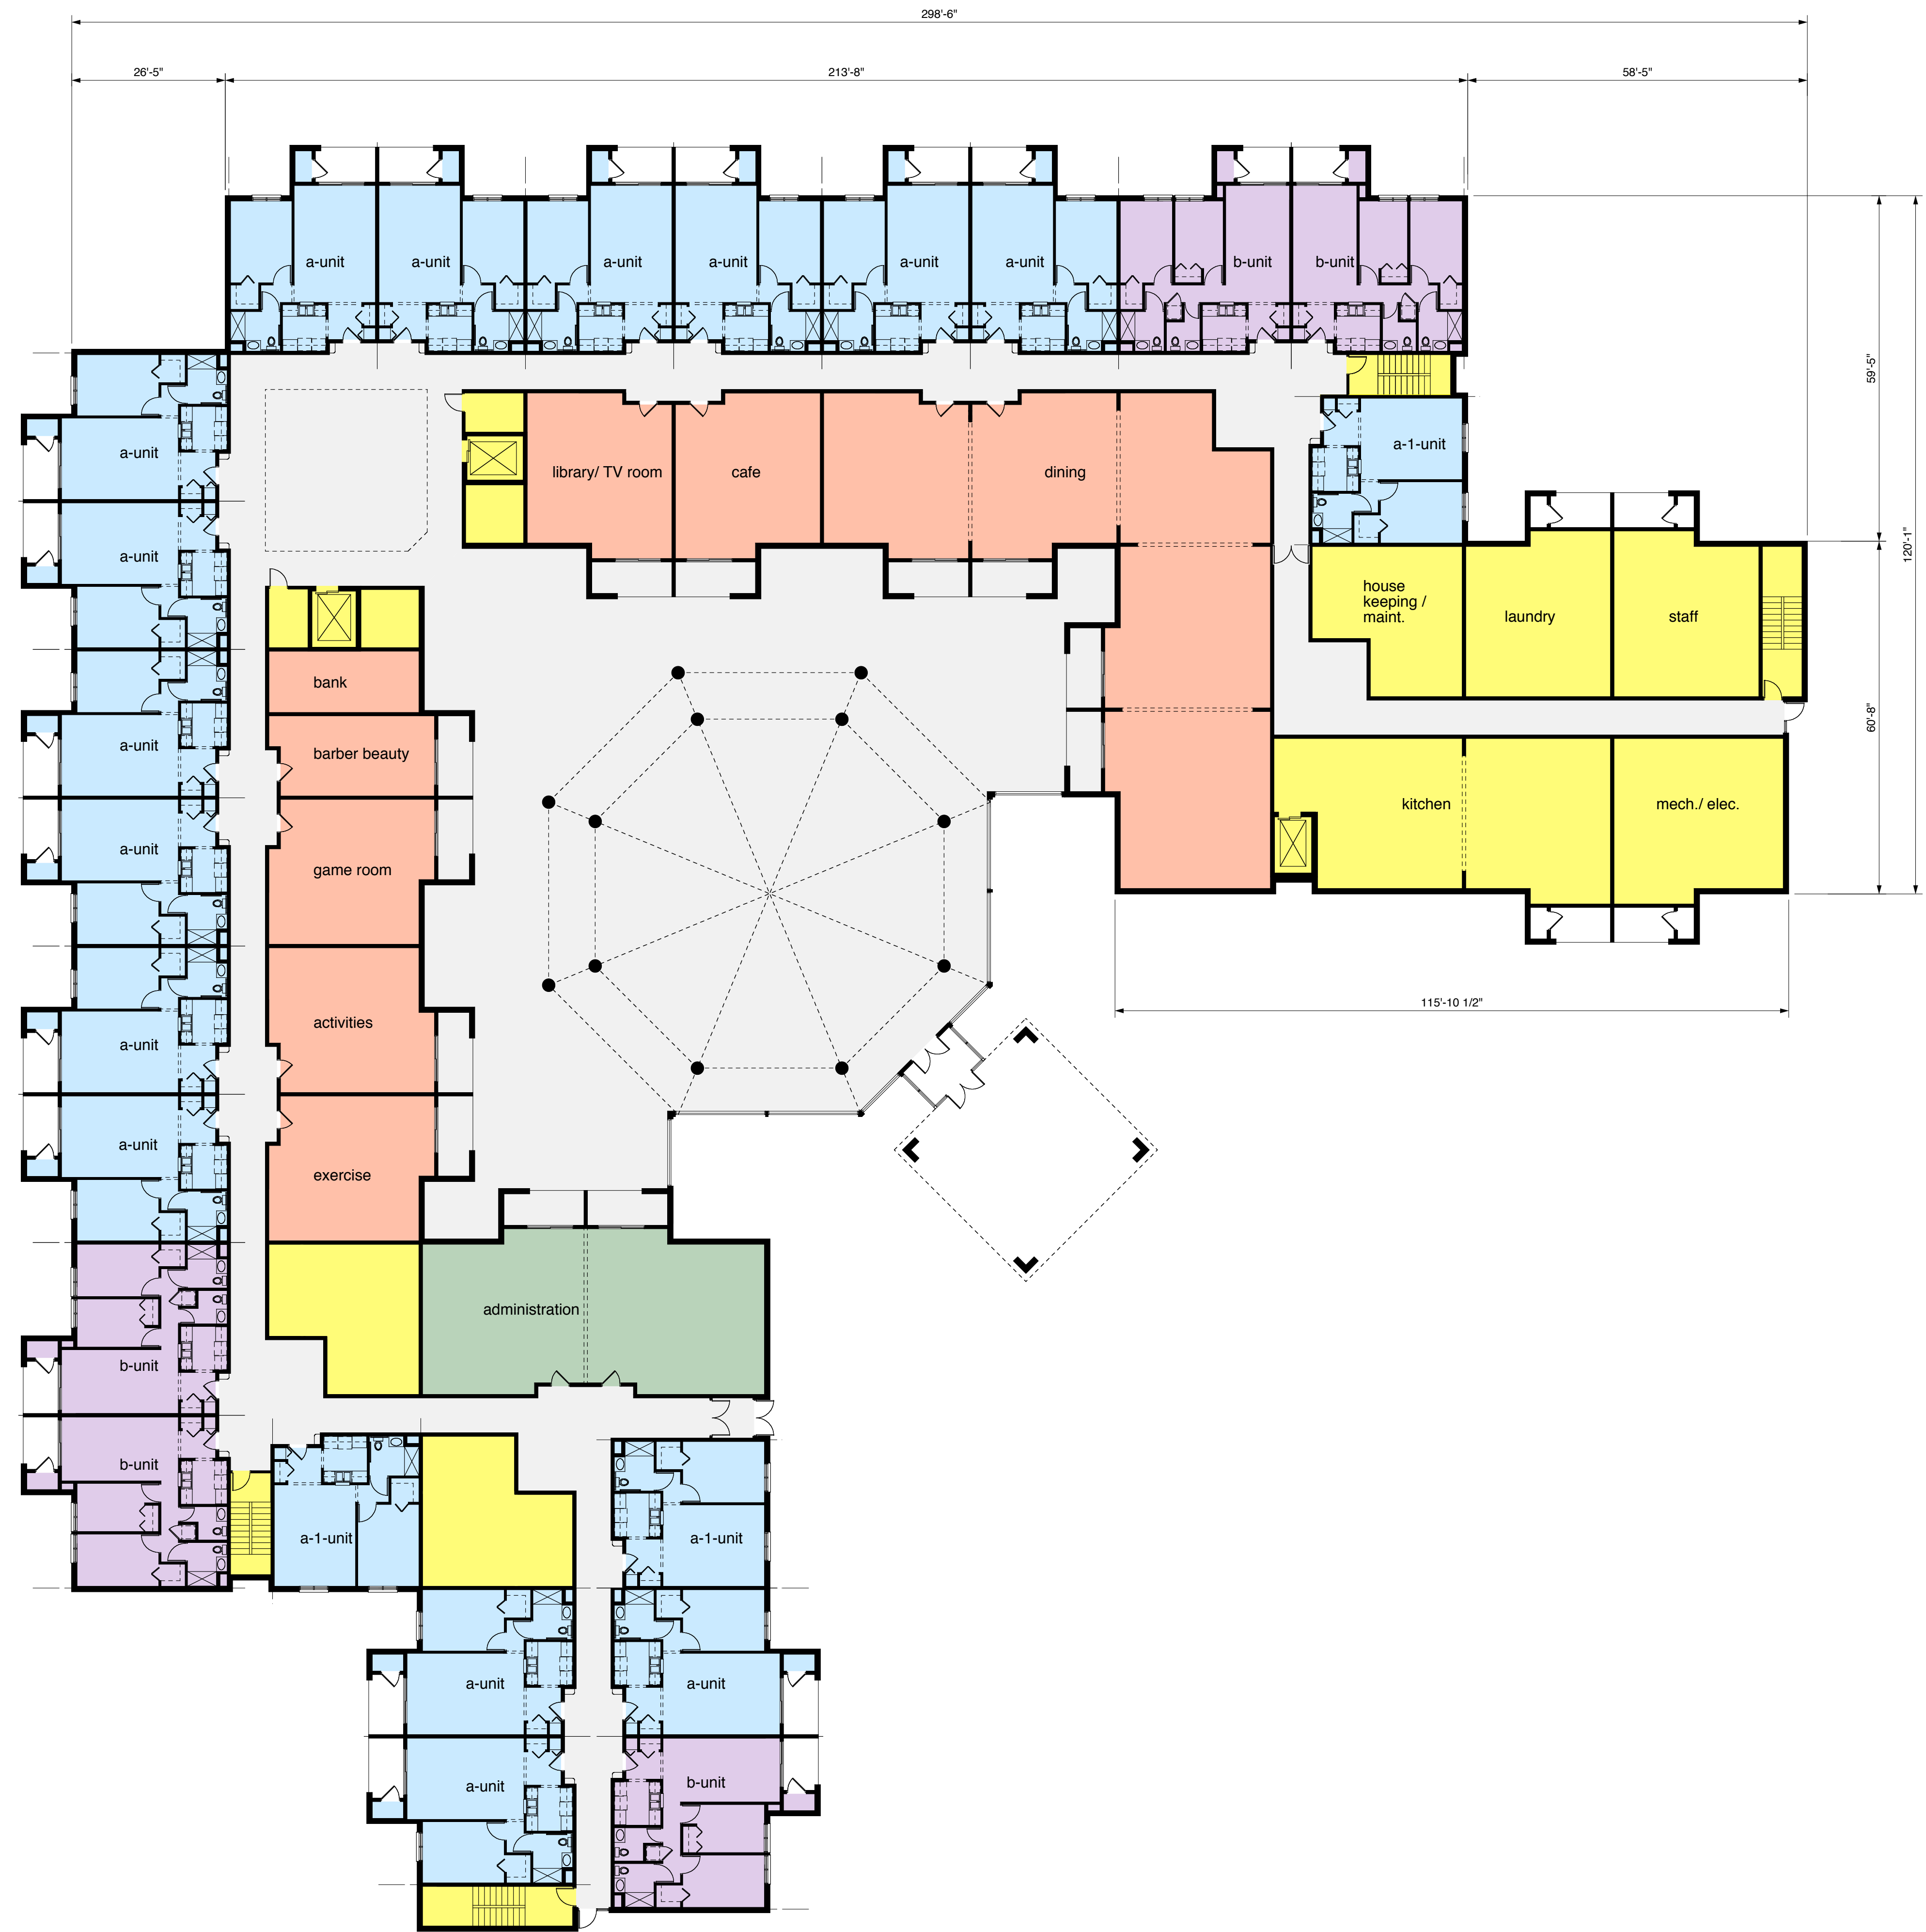 298'-6"
26'-5"
213'-8"
58'-5"
a-unit
a-unit
a-unit
a-unit
a-unit
a-unit
b-unit
b-unit
59'-5"
120'-1"
a-unit
library/ TV room
cafe
dining
a-1-unit
a-unit
house
keeping /
maint.
laundry
staff
bank
60'-8"
a-unit
barber beauty
kitchen
mech./ elec.
a-unit
game room
115'-10 1/2"
a-unit
activities
a-unit
exercise
administration
b-unit
b-unit
a-1-unit
a-1-unit
a-unit
a-unit
a-unit
b-unit